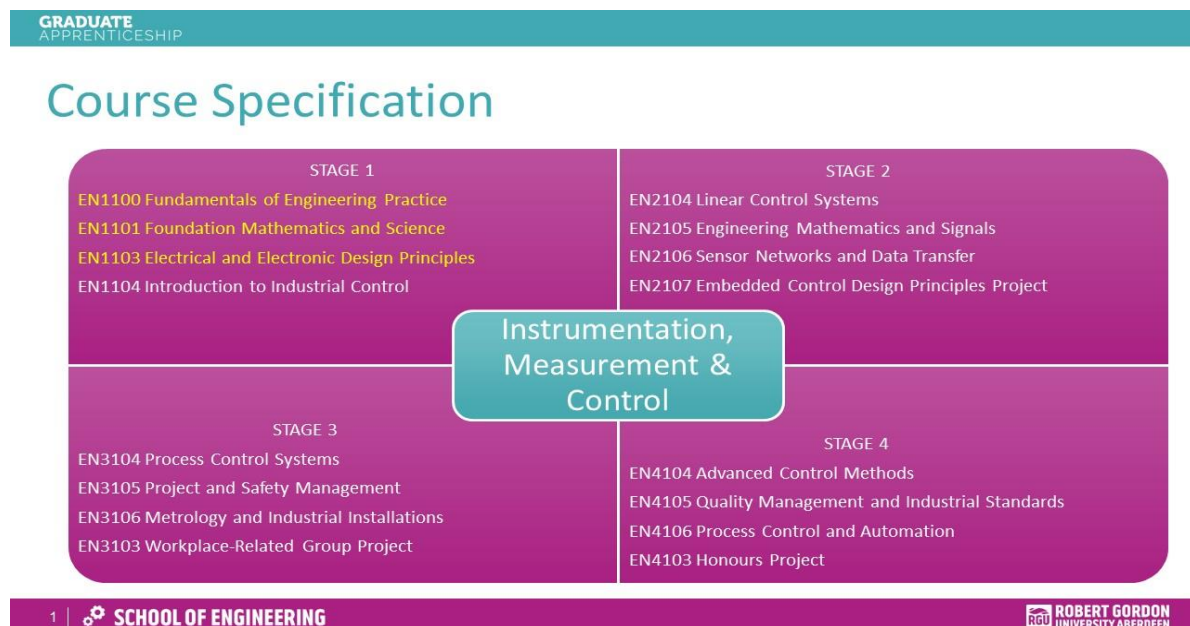 GRADUATE
APPRENTICESHIP
Course Specification
STAGE 1
EN1100 Fundamentals of Engineering Practice
EN1101 Foundation Mathematics and Science
EN1103 Electrical and Electronic Design Principles
EN1104 Introduction to Industrial Control
STAGE 2
EN2104 Linear Control Systems
EN2105 Engineering Mathematics and Signals
EN2106 Sensor Networks and Data Transfer
EN2107 Embedded Control Design Principles Project
Instrumentation,
Measurement &
Control
STAGE 3
EN3104 Process Control Systems
EN3105 Project and Safety Management
EN3106 Metrology and Industrial Installations
EN3103 Workplace-Related Group Project
STAGE 4
EN4104 Advanced Control Methods
EN4105 Quality Management and Industrial Standards
EN4106 Process Control and Automation
EN4103 Honours Project
1 | SCHOOL OF ENGINEERING
RGU ROBERT GORDON
UNIVERSITY ABERDEEN